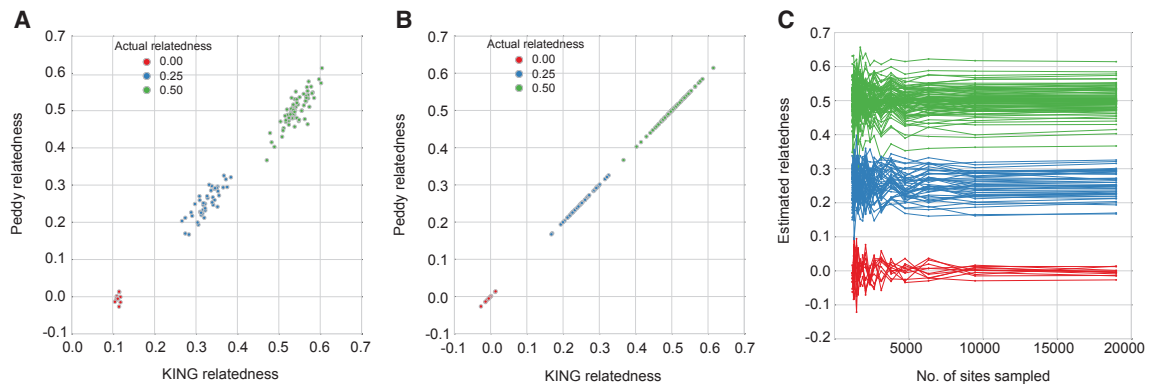 A
B
C
Actual relatedness
0.00
0.25
0.50
Peddy relatedness
0.7
0.6
0.5
0.4
0.3
0.2
0.1
0.0
-0.1
0.0 0.1 0.2 0.3 0.4 0.5 0.6 0.7
KING relatedness
Actual relatedness
0.00
0.25
0.50
Peddy relatedness
0.7
0.6
0.5
0.4
0.3
0.2
0.1
0.0
-0.1
-0.1 0.0 0.1 0.2 0.3 0.4 0.5 0.6 0.7
KING relatedness
Estimated relatedness
0.7
0.6
0.5
0.4
0.3
0.2
0.1
0.0
-0.1
-0.2
5000 10000 15000 20000
No. of sites sampled